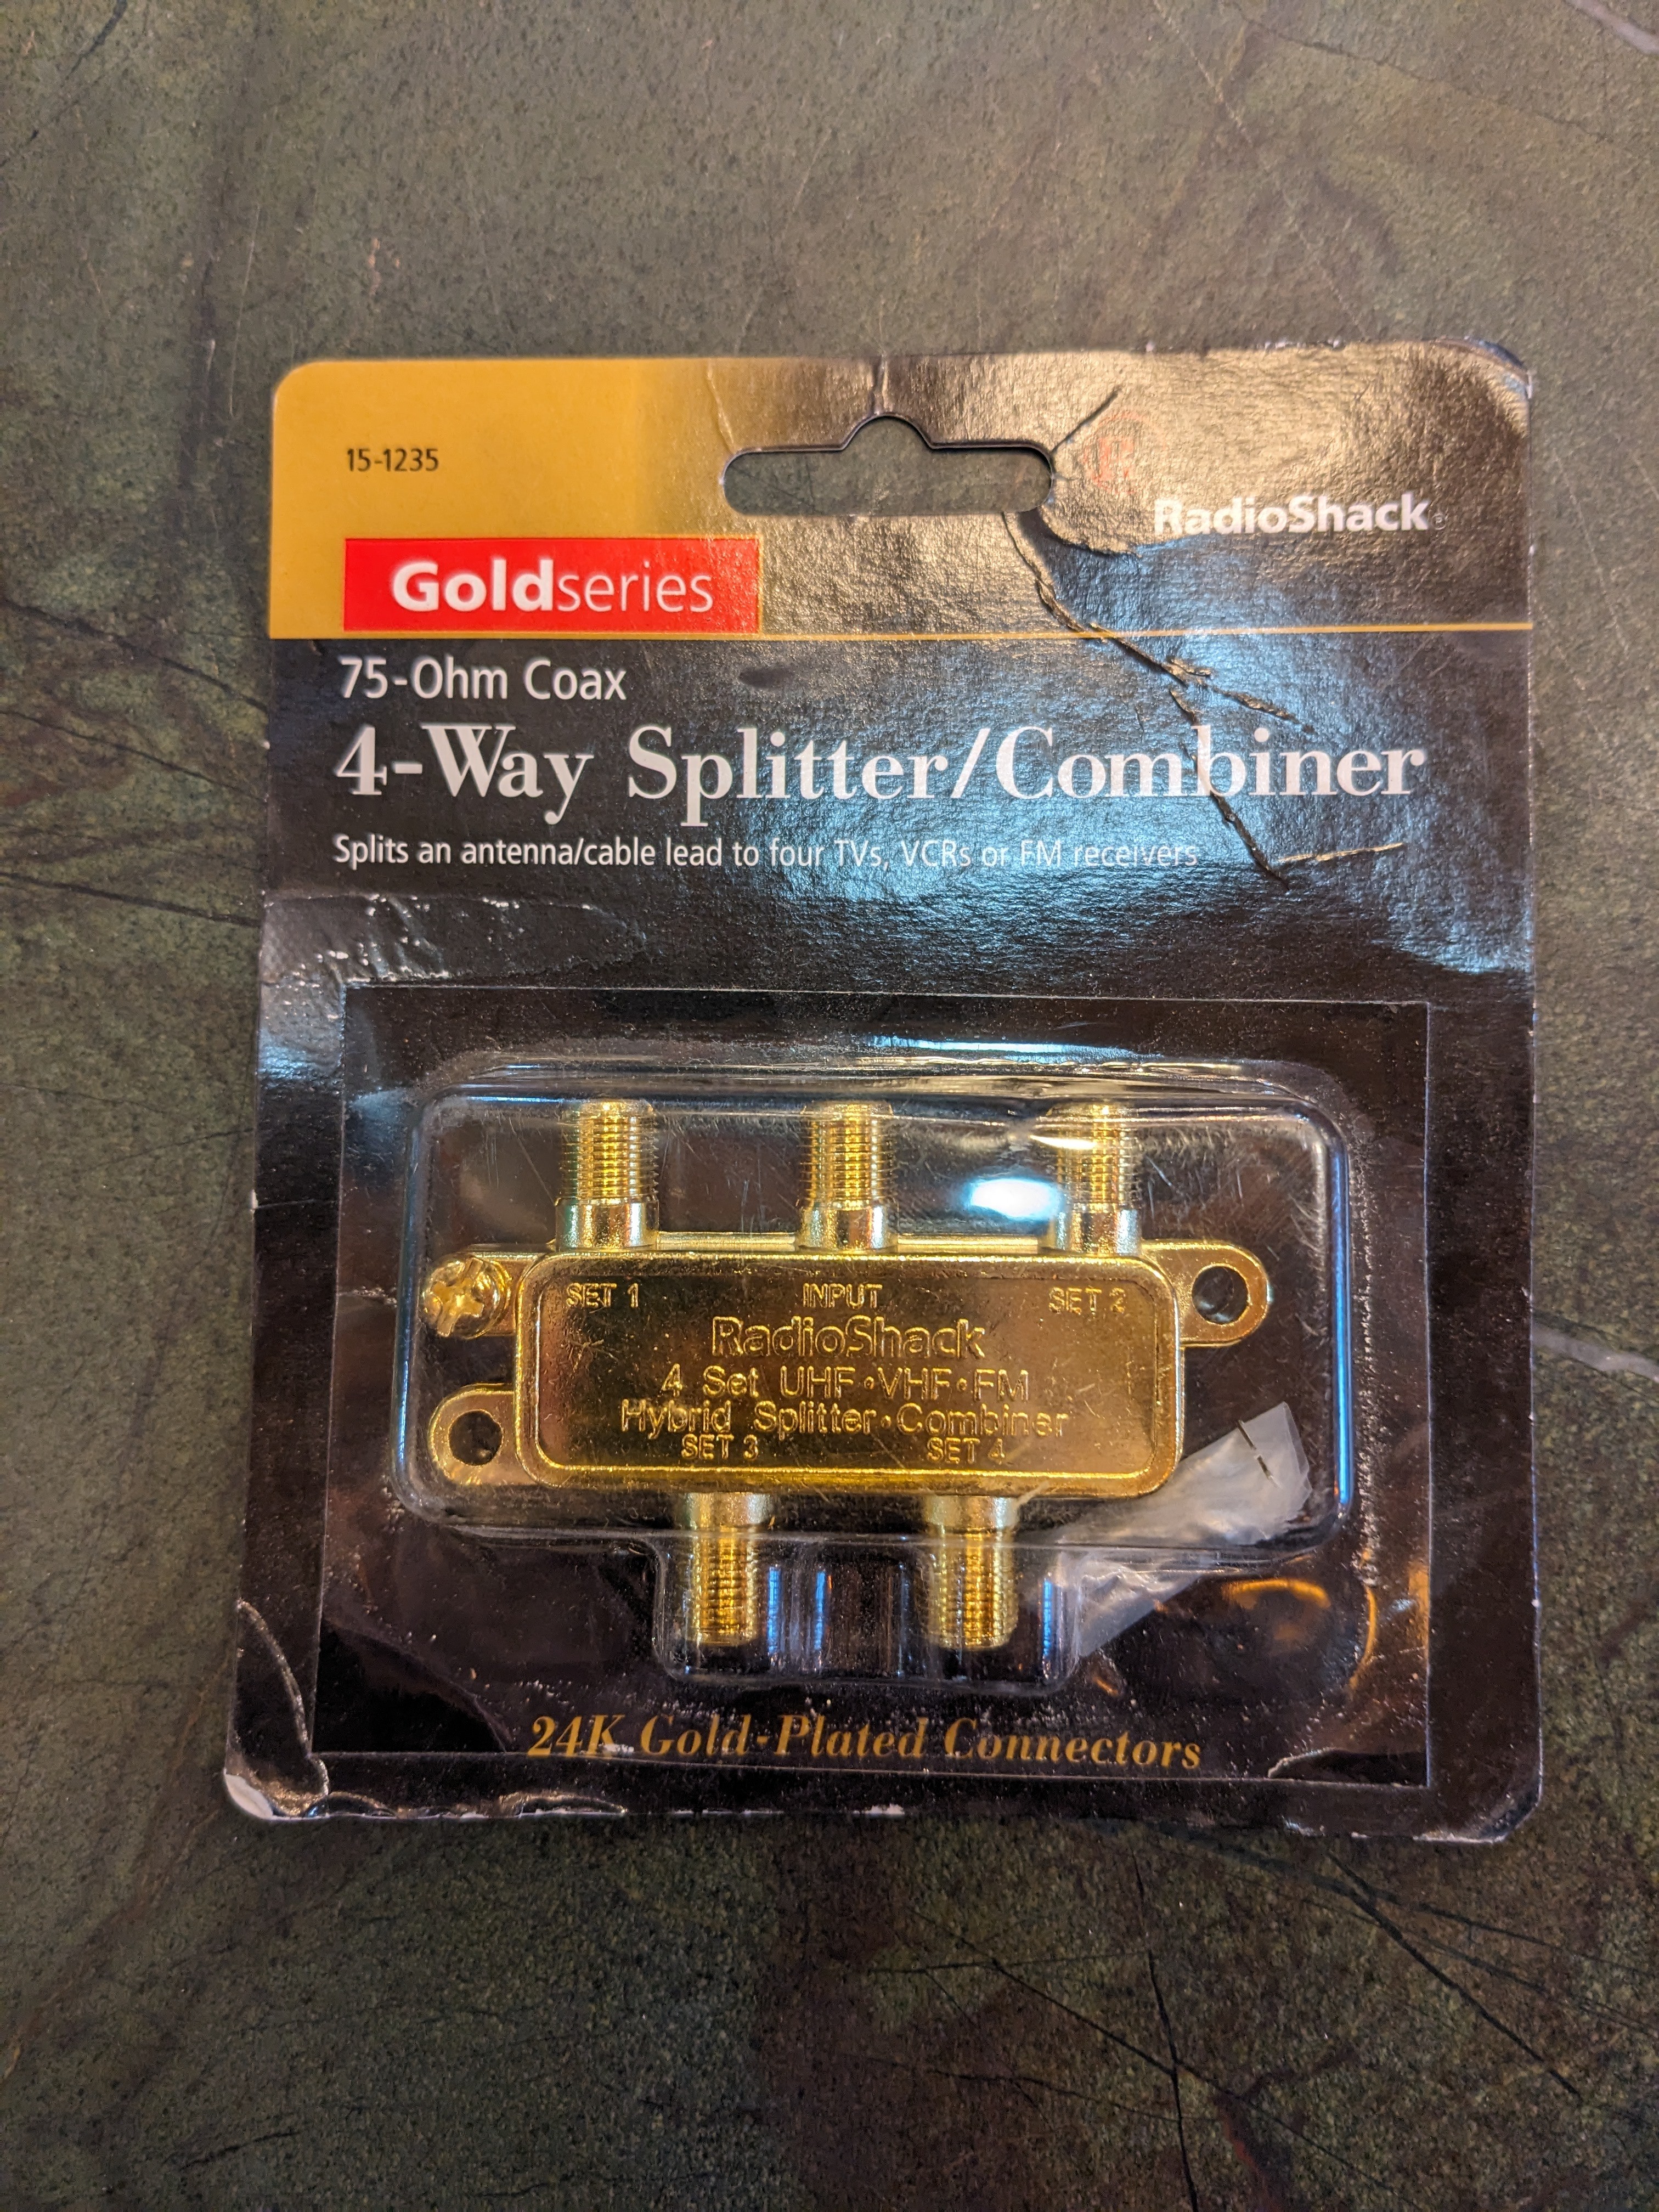 15-1235
RadioShack®
Goldseries
75-Ohm Coax
4-Way Splitter/Combiner
Splits an antenna/cable lead to four TVs, VCRs or FM receivers
SET 1 INPUT SET 2
RadioShack
4 Set UHF•VHF•FM
Hybrid Splitter•Combiner
SET 3 SET 4
24K Gold-Plated Connectors